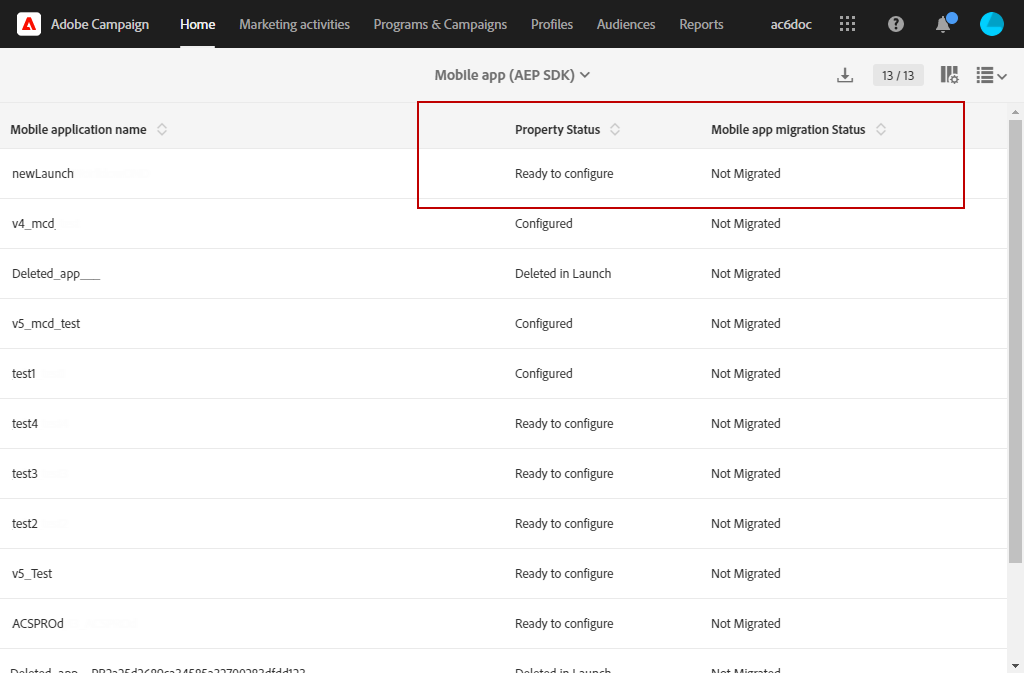 Adobe Campaign Home Marketing activities Programs & Campaigns Profiles Audiences Reports ac6doc
Mobile app (AEP SDK) 13 / 13
Mobile application name Property Status Mobile app migration Status
newLaunch Ready to configure Not Migrated
v4_mcd Configured Not Migrated
Deleted_app___ Deleted in Launch Not Migrated
v5_mcd_test Configured Not Migrated
test1 Configured Not Migrated
test4 Ready to configure Not Migrated
test3 Ready to configure Not Migrated
test2 Ready to configure Not Migrated
v5_Test Ready to configure Not Migrated
ACSPROd Ready to configure Not Migrated
Deleted in Launch Not Migrated